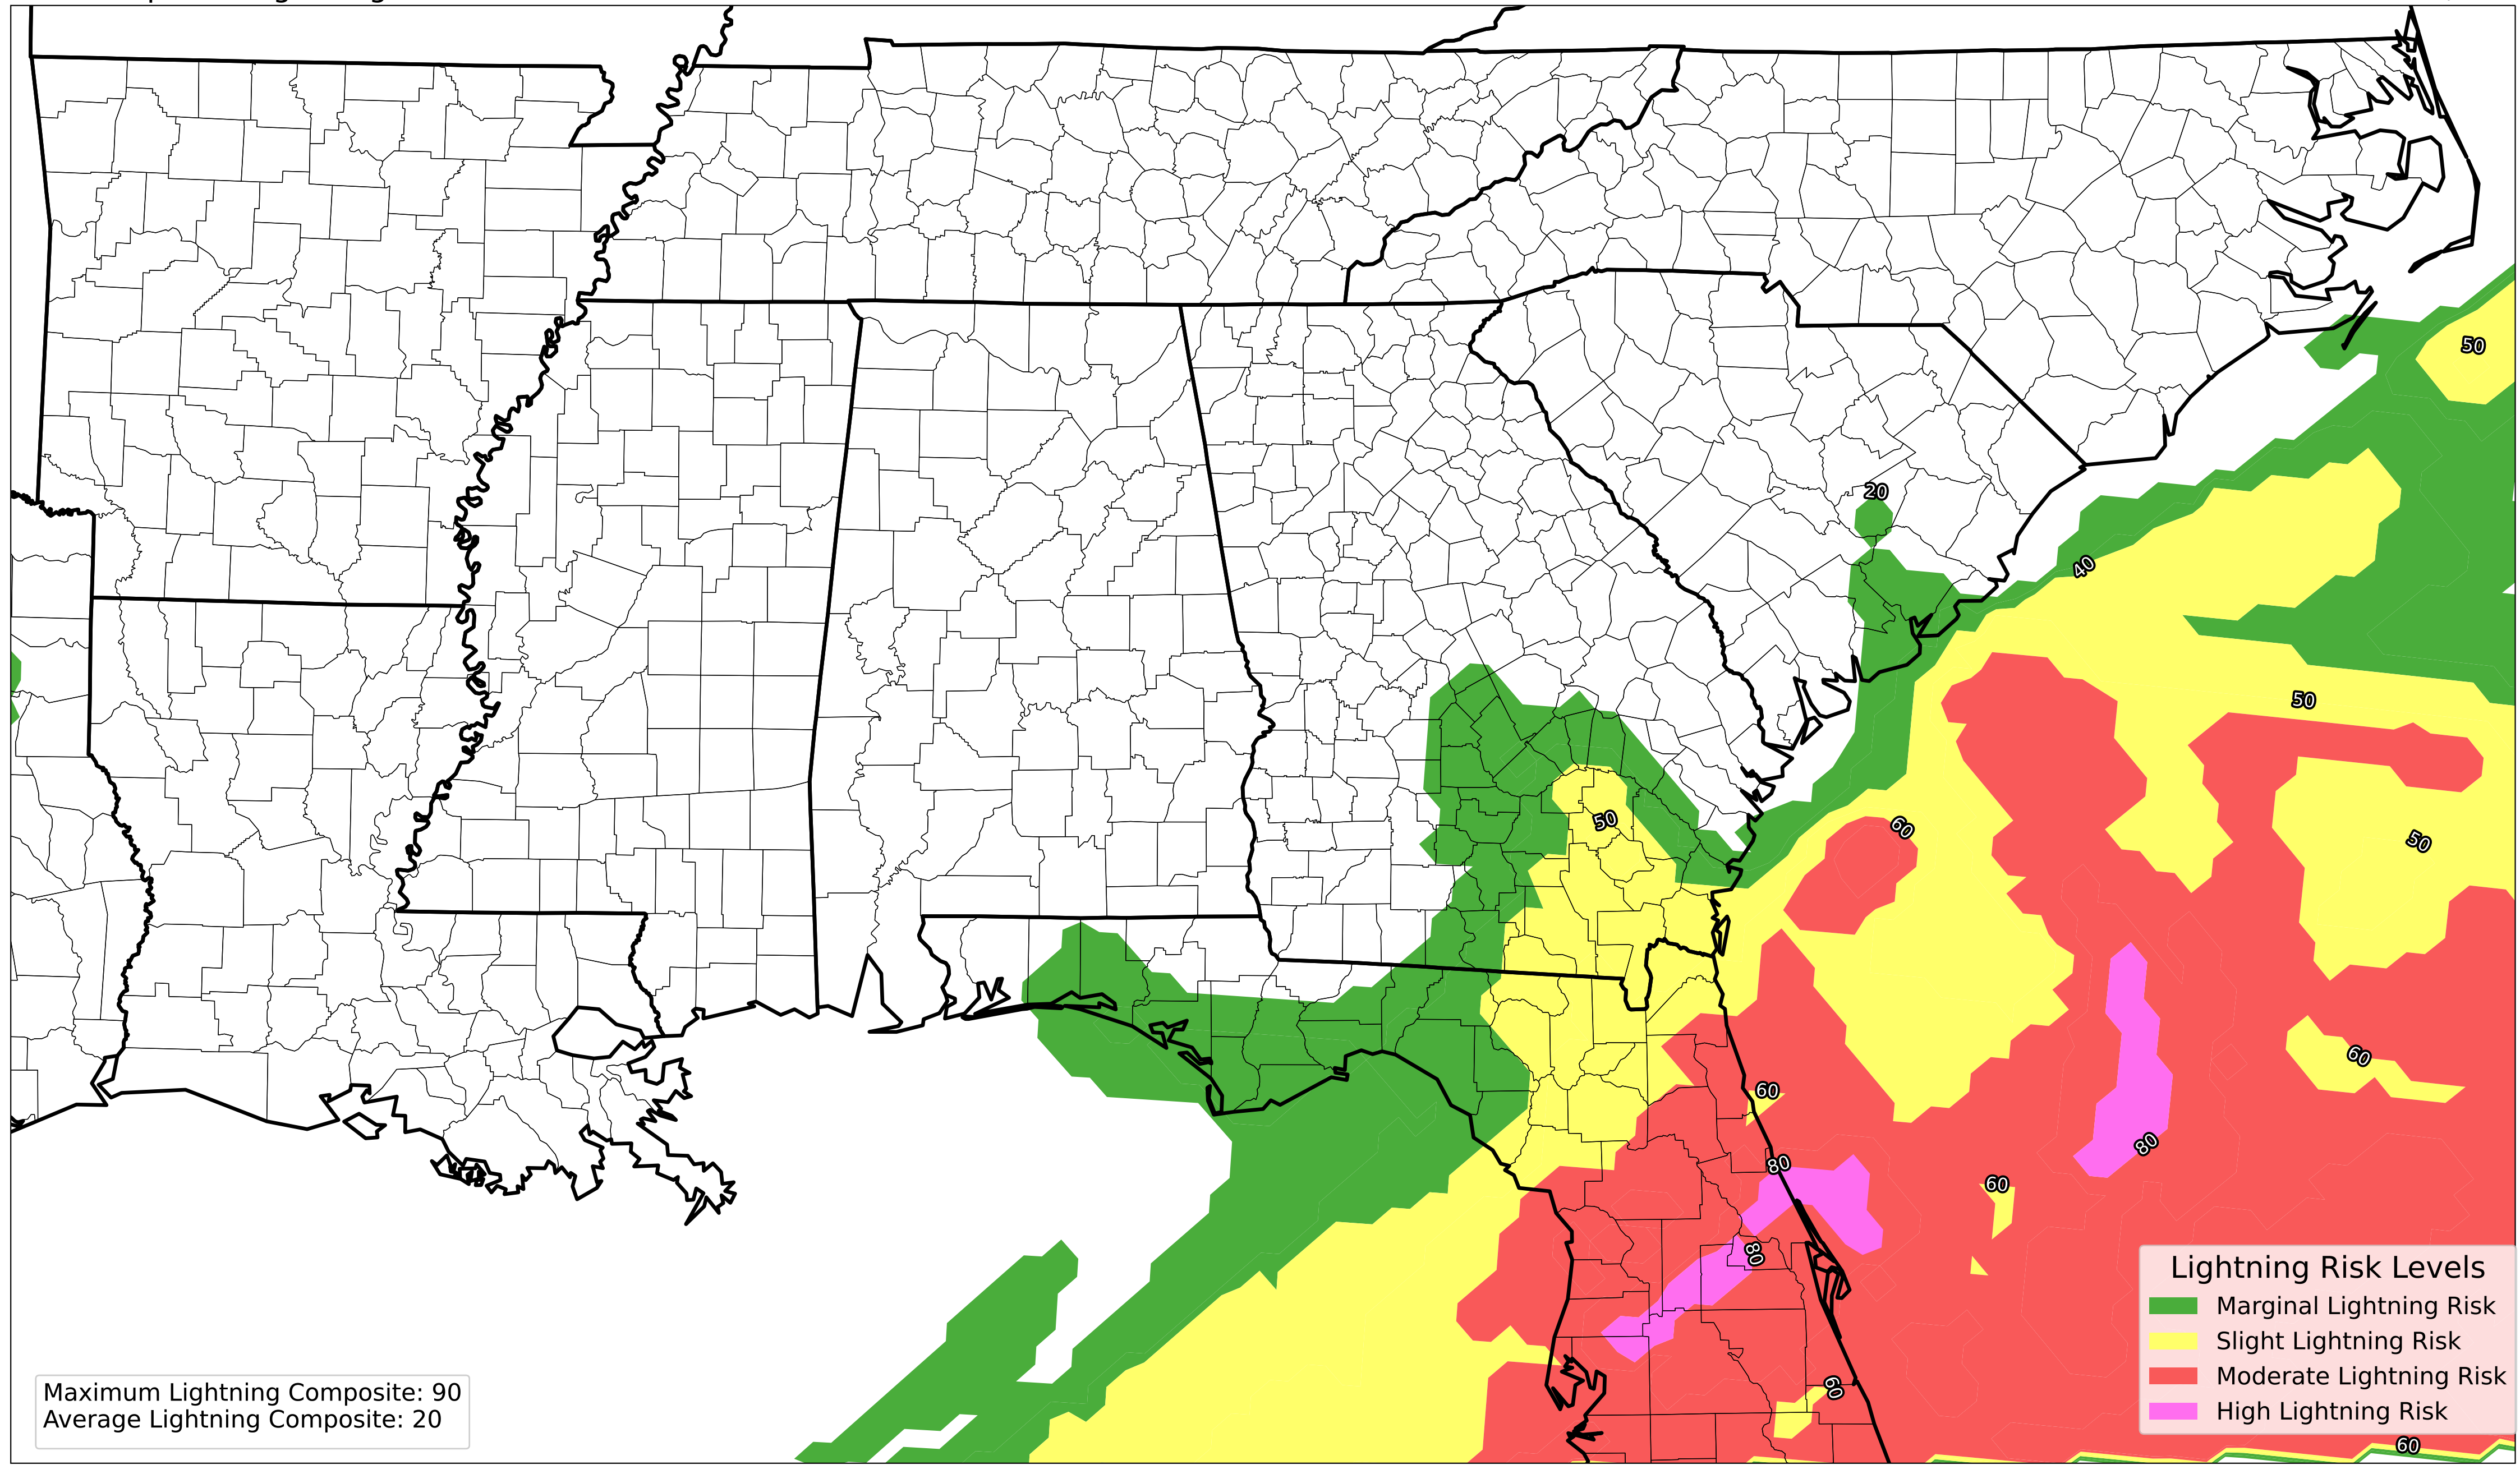 50
20
40
50
50
60
50
60
60
80
80
60
80
60
60
Lightning Risk Levels
Marginal Lightning Risk
Slight Lightning Risk
Moderate Lightning Risk
High Lightning Risk
Maximum Lightning Composite: 90
Average Lightning Composite: 20